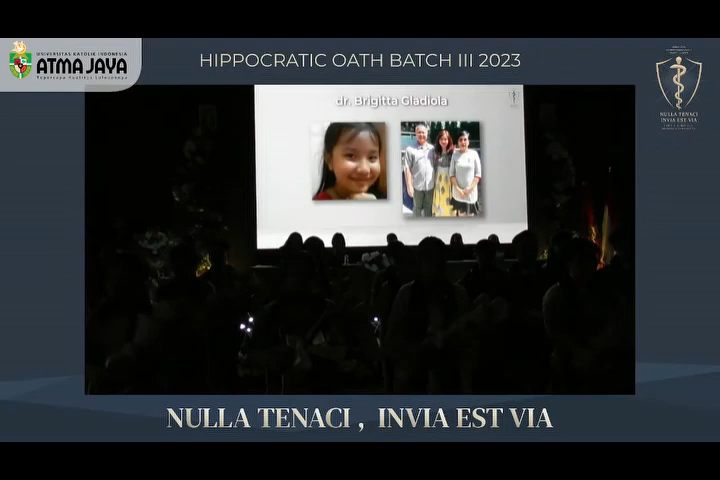 UNIVERSITAS KATOLIK INDONESIA
ATMA JAYA
HIPPOCRATIC OATH BATCH III 2023
dr. Brigitta Gladiola
NULLA TENACI
INVIA EST VIA
NULLA TENACI , INVIA EST VIA